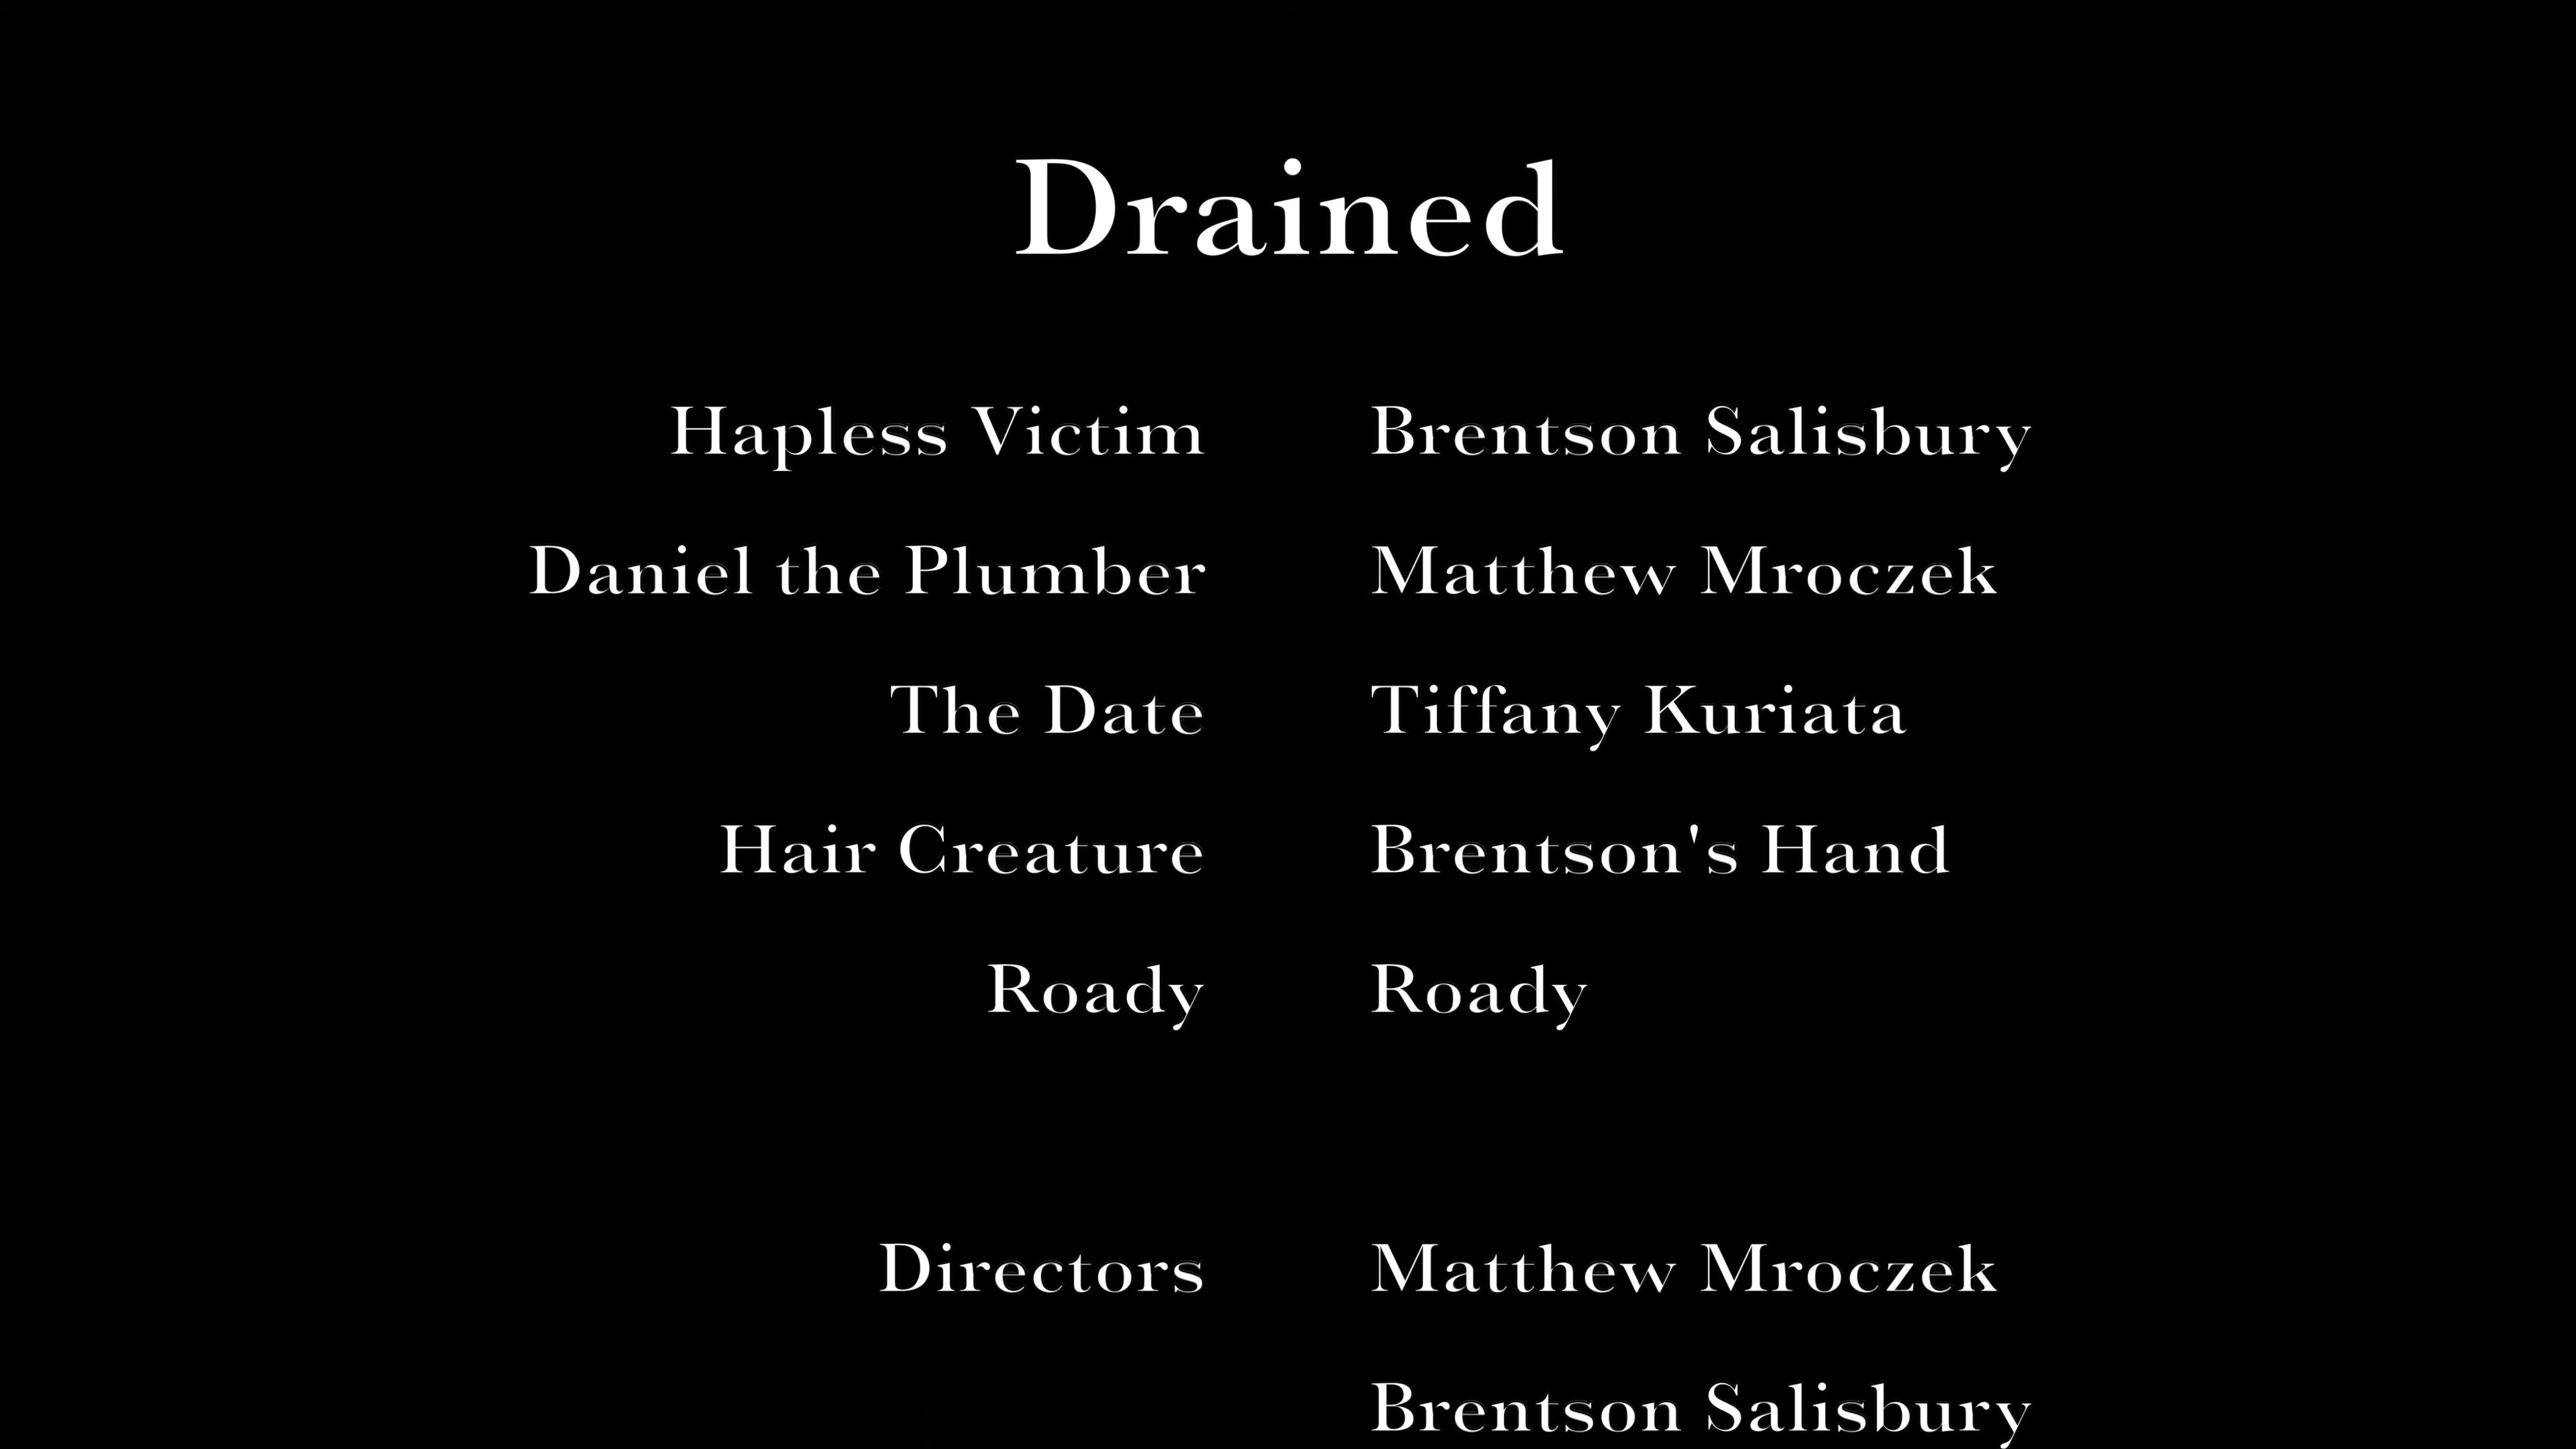 Drained
Hapless Victim Brentson Salisbury
Daniel the Plumber Matthew Mroczek
The Date Tiffany Kuriata
Hair Creature Brentson's Hand
Roady Roady
Directors Matthew Mroczek
Brentson Salisbury